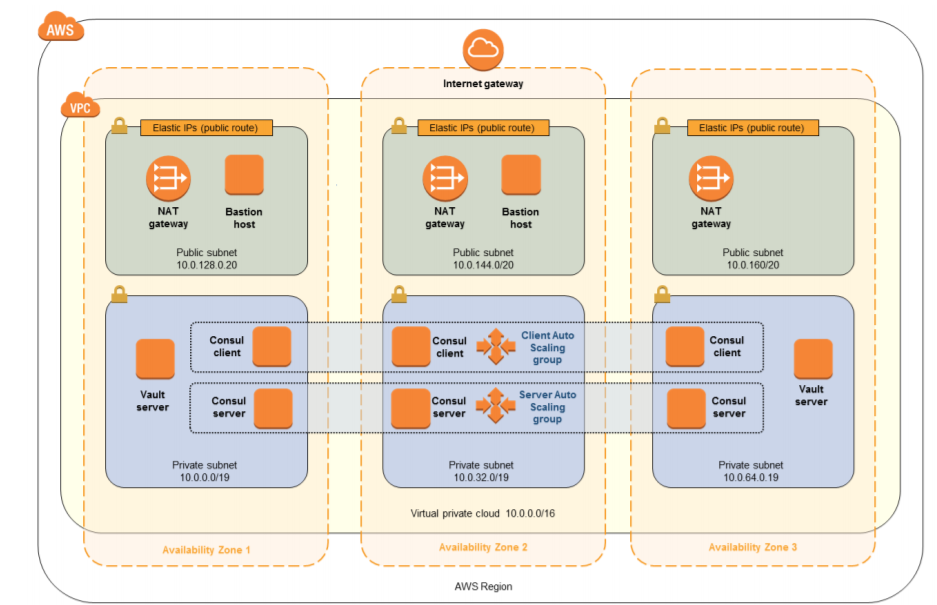 AWS
Internet gateway
VPC
Elastic IPs (public route)
NAT
gateway
Bastion
host
Public subnet
10.0.128.0.20
Elastic IPs (public route)
NAT
gateway
Bastion
host
Public subnet
10.0.144.0/20
Elastic IPs (public route)
NAT
gateway
Public subnet
10.0.160/20
Vault
server
Consul
client
Consul
server
Private subnet
10.0.0.0/19
Consul
client
Client Auto
Scaling
group
Consul
server
Server Auto
Scaling
group
Private subnet
10.0.32.0/19
Consul
client
Consul
server
Vault
server
Private subnet
10.0.64.0.19
Virtual private cloud 10.0.0.0/16
Availability Zone 1
Availability Zone 2
Availability Zone 3
AWS Region